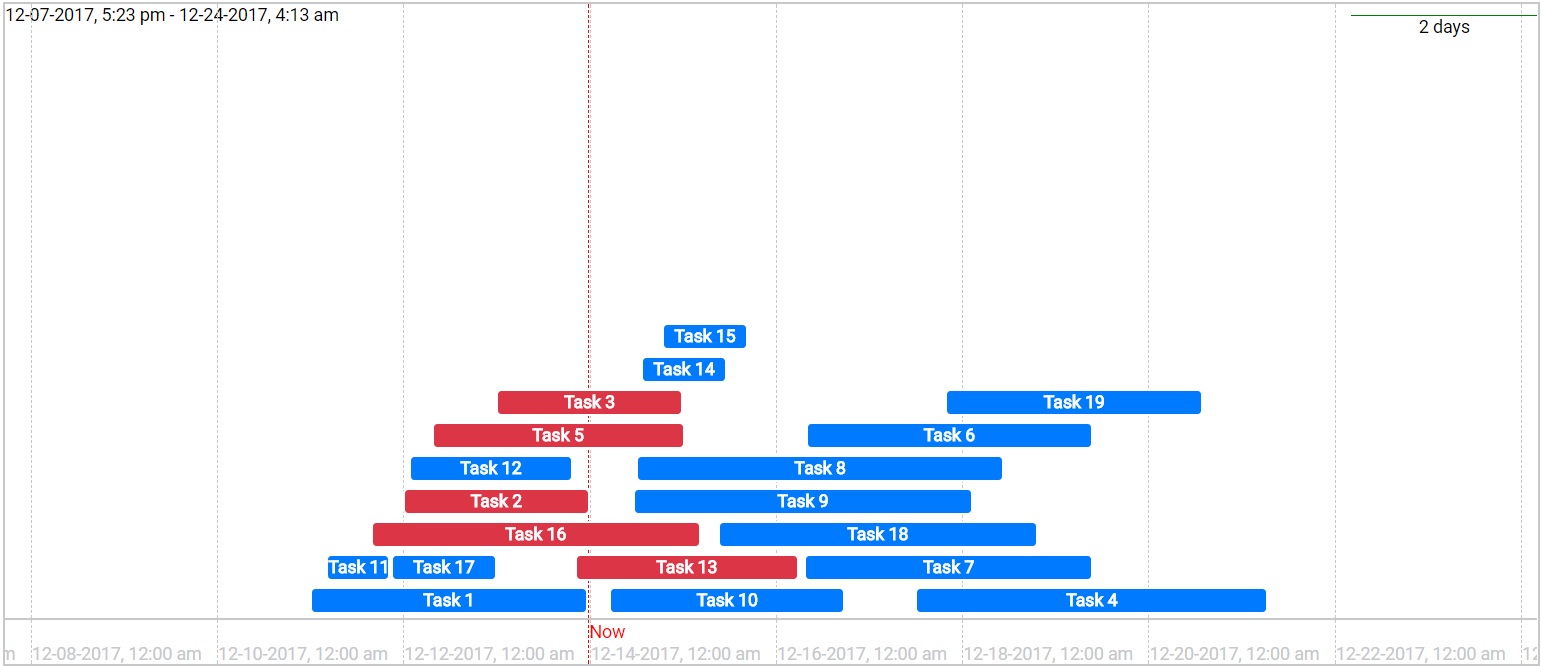 12-07-2017, 5:23 pm - 12-24-2017, 4:13 am
2 days
Task 15
Task 14
Task 3
Task 19
Task 5
Task 6
Task 12
Task 8
Task 2
Task 9
Task 16
Task 18
Task 11
Task 17
Task 13
Task 7
Task 1
Task 10
Task 4
Now
m
12-08-2017, 12:00 am
12-10-2017, 12:00 am
12-12-2017, 12:00 am
12-14-2017, 12:00 am
12-16-2017, 12:00 am
12-18-2017, 12:00 am
12-20-2017, 12:00 am
12-22-2017, 12:00 am